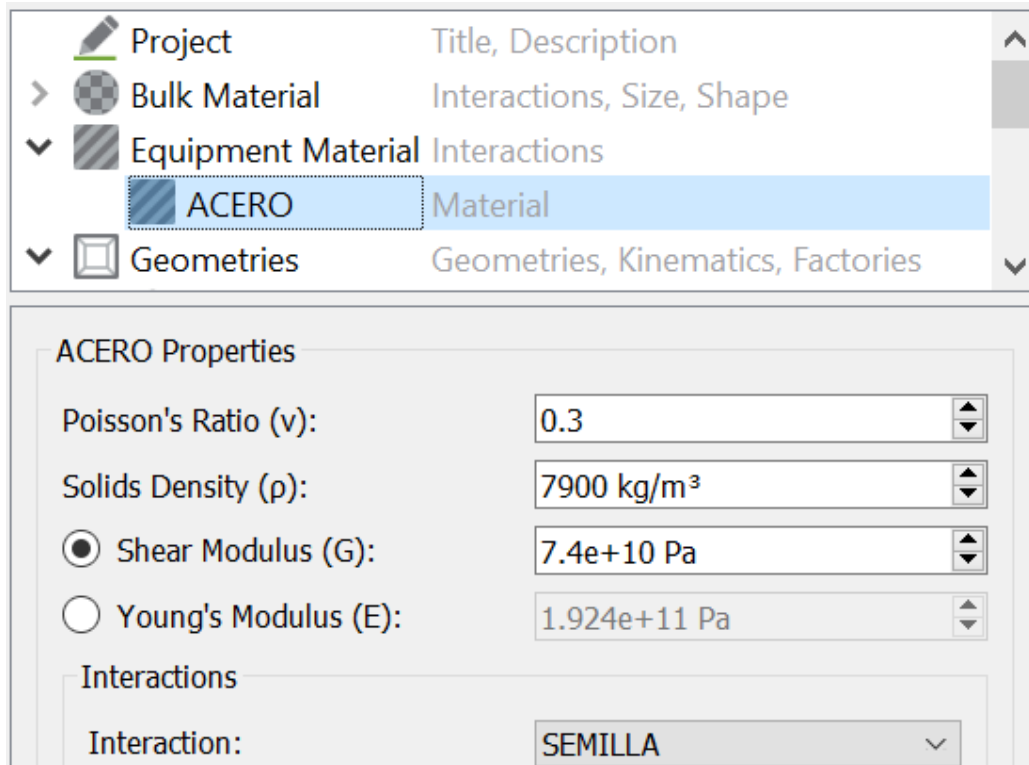 Project Title, Description
Bulk Material Interactions, Size, Shape
Equipment Material Interactions
ACERO Material
Geometries Geometries, Kinematics, Factories
ACERO Properties
Poisson's Ratio (ν): 0.3
Solids Density (ρ): 7900 kg/m³
Shear Modulus (G): 7.4e+10 Pa
Young's Modulus (E): 1.924e+11 Pa
Interactions
Interaction: SEMILLA